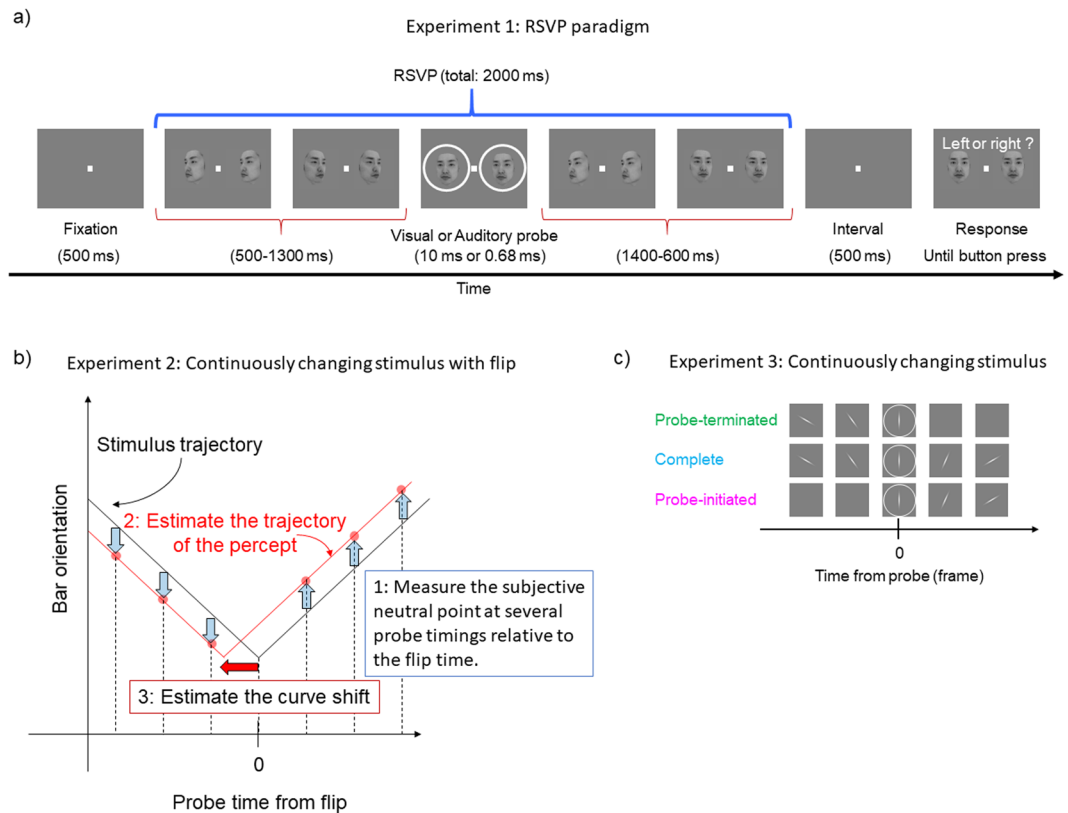 a)
Experiment 1: RSVP paradigm
RSVP (total: 2000 ms)
Left or right ?
Fixation
(500 ms)
(500-1300 ms)
Visual or Auditory probe
(10 ms or 0.68 ms)
(1400-600 ms)
Interval
(500 ms)
Response
Until button press
Time
b)
Experiment 2: Continuously changing stimulus with flip
Stimulus trajectory
2: Estimate the trajectory
of the percept
Bar orientation
1: Measure the subjective
neutral point at several
probe timings relative to
the flip time.
3: Estimate the curve shift
0
Probe time from flip
c)
Experiment 3: Continuously changing stimulus
Probe-terminated
Complete
Probe-initiated
0
Time from probe (frame)